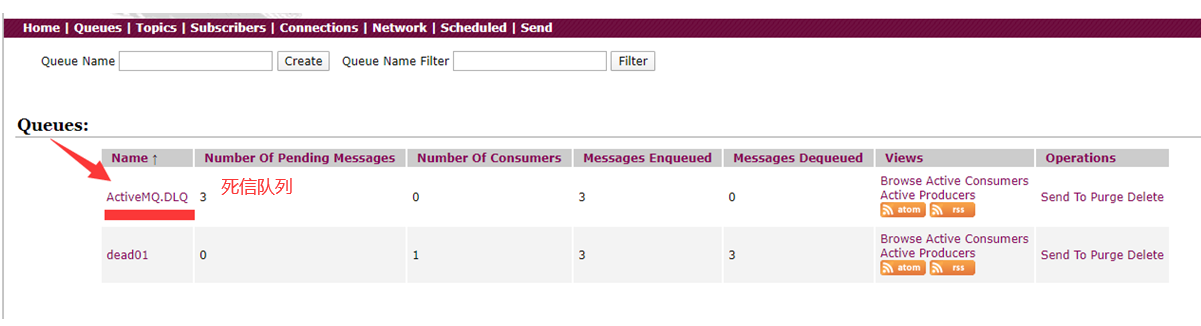 Home | Queues | Topics | Subscribers | Connections | Network | Scheduled | Send
Queue Name Create Queue Name Filter Filter
Queues:
Name ↑ Number Of Pending Messages Number Of Consumers Messages Enqueued Messages Dequeued Views Operations
ActiveMQ.DLQ 3 死信队列 0 3 0 Browse Active Consumers Send To Purge Delete
Active Producers
atom rss
dead01 0 1 3 3 Browse Active Consumers Send To Purge Delete
Active Producers
atom rss